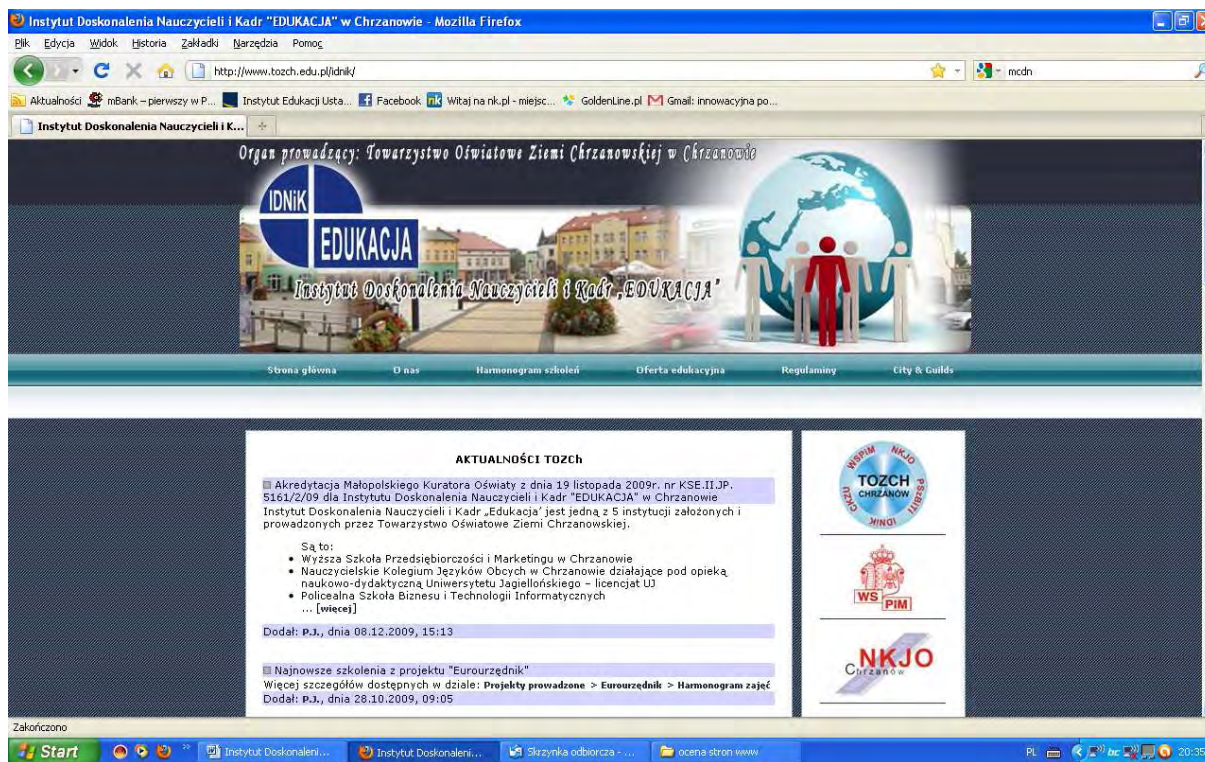 Instytut Doskonalenia Nauczycieli i Kadr "EDUKACJA" w Chrzanowie - Mozilla Firefox
Plik Edycja Widok Historia Zakładki Narzędzia Pomoc
http://www.tozch.edu.pl/idnik/
mcdn
Aktualności mBank – pierwszy w P... Instytut Edukacji Usta... Facebook nk Witaj na nk.pl - miejsc... GoldenLine.pl Gmail: innowacyjna po...
Instytut Doskonalenia Nauczycieli i K...
Organ prowadzący: Towarzystwo Oświatowe Ziemi Chrzanowskiej w Chrzanowie
IDNiK
EDUKACJA
Instytut Doskonalenia Nauczycieli i Kadr „EDUKACJA"
Strona główna O nas Harmonogram szkoleń Oferta edukacyjna Regulaminy City & Guilds
AKTUALNOŚCI TOZCh
Akredytacja Małopolskiego Kuratora Oświaty z dnia 19 listopada 2009r. nr KSE.II.JP.
5161/2/09 dla Instytutu Doskonalenia Nauczycieli i Kadr "EDUKACJA" w Chrzanowie
Instytut Doskonalenia Nauczycieli i Kadr „Edukacja' jest jedną z 5 instytucji założonych i
prowadzonych przez Towarzystwo Oświatowe Ziemi Chrzanowskiej.
Są to:
• Wyższa Szkoła Przedsiębiorczości i Marketingu w Chrzanowie
• Nauczycielskie Kolegium Języków Obcych w Chrzanowie działające pod opieką
naukowo-dydaktyczną Uniwersytetu Jagiellońskiego – licencjat UJ
• Policealna Szkoła Biznesu i Technologii Informatycznych
... [więcej]
Dodał: P.J., dnia 08.12.2009, 15:13
Najnowsze szkolenia z projektu "Eurourzędnik"
Więcej szczegółów dostępnych w dziale: Projekty prowadzone > Eurourzędnik > Harmonogram zajęć
Dodał: P.J., dnia 28.10.2009, 09:05
WSPIM NKJO PSBiTI IDNIK CKZU
TOZCH
CHRZANÓW
WS
PIM
NKJO
Chrzanów
Zakończono
Start Instytut Doskonaleni... Instytut Doskonaleni... Skrzynka odbiorcza - ... ocena stron www PL 20:35